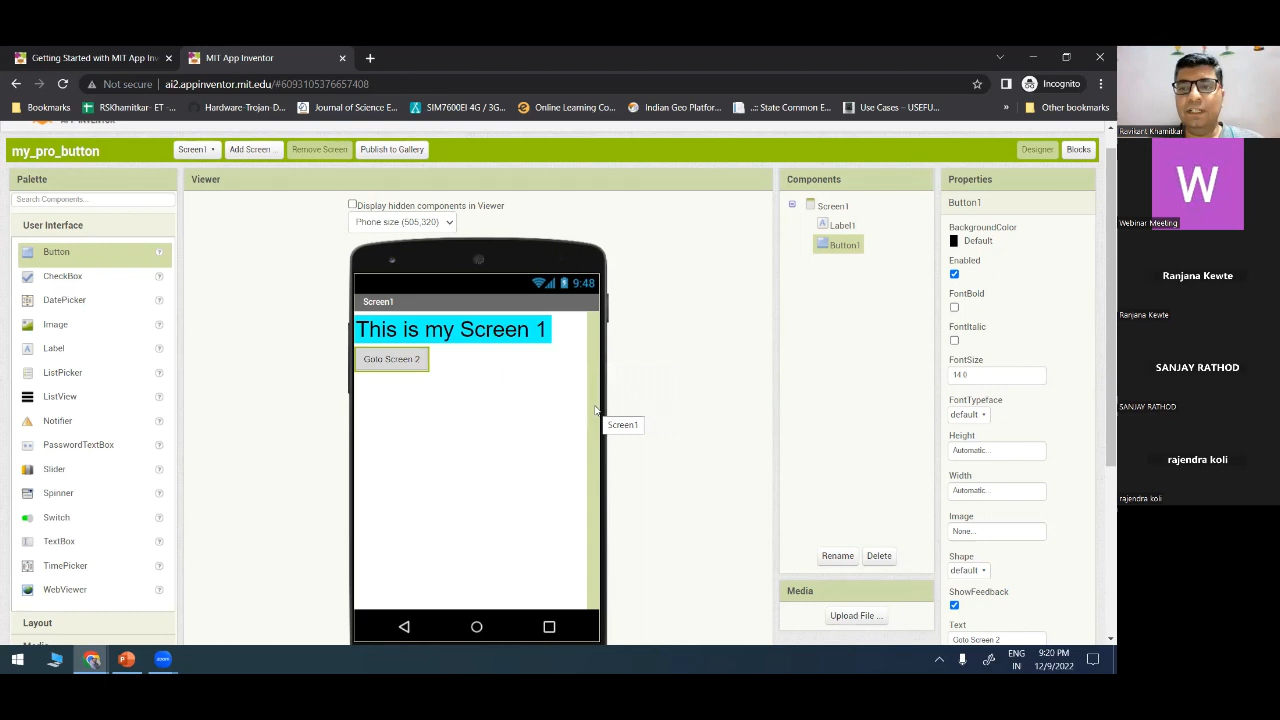 Getting Started with MIT App Inv
MIT App Inventor
Not secure
ai2.appinventor.mit.edu/#6093105376657408
Incognito
Bookmarks
RSKhamitkar- ET -...
Hardware-Trojan-D...
Journal of Science E...
SIM7600EI 4G / 3G...
Online Learning Co...
Indian Geo Platfor...
..: State Common E...
Use Cases – USEFU...
»
Other bookmarks
APP INVENTOR
my_pro_button
Screen1
Add Screen ...
Remove Screen
Publish to Gallery
Designer
Blocks
Palette
Search Components...
User Interface
Button
CheckBox
DatePicker
Image
Label
ListPicker
ListView
Notifier
PasswordTextBox
Slider
Spinner
Switch
TextBox
TimePicker
WebViewer
Layout
Media
Viewer
Display hidden components in Viewer
Phone size (505,320)
9:48
Screen1
This is my Screen 1
Goto Screen 2
Screen1
Components
Screen1
Label1
Button1
Rename
Delete
Media
Upload File ...
Properties
Button1
BackgroundColor
Default
Enabled
FontBold
FontItalic
FontSize
14.0
FontTypeface
default
Height
Automatic...
Width
Automatic...
Image
None...
Shape
default
ShowFeedback
Text
Goto Screen 2
Ravikant Khamitkar
W
Webinar Meeting
Ranjana Kewte
Ranjana Kewte
SANJAY RATHOD
SANJAY RATHOD
rajendra koli
rajendra koli
zoom
ENG
IN
9:20 PM
12/9/2022